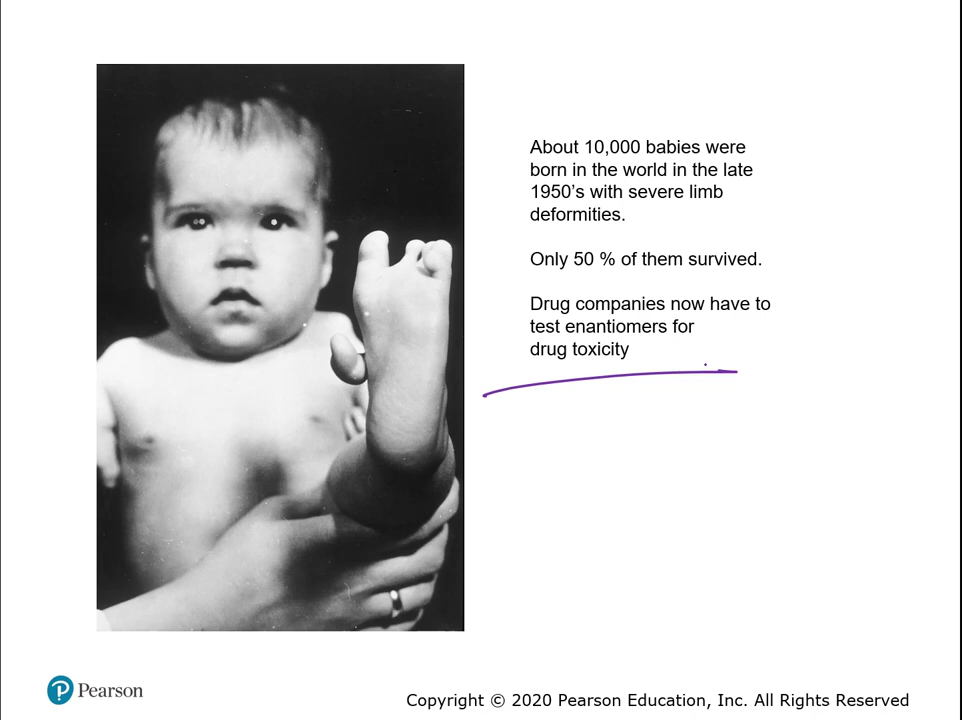 About 10,000 babies were
born in the world in the late
1950’s with severe limb
deformities.
Only 50 % of them survived.
Drug companies now have to
test enantiomers for
drug toxicity
Pearson
Copyright © 2020 Pearson Education, Inc. All Rights Reserved